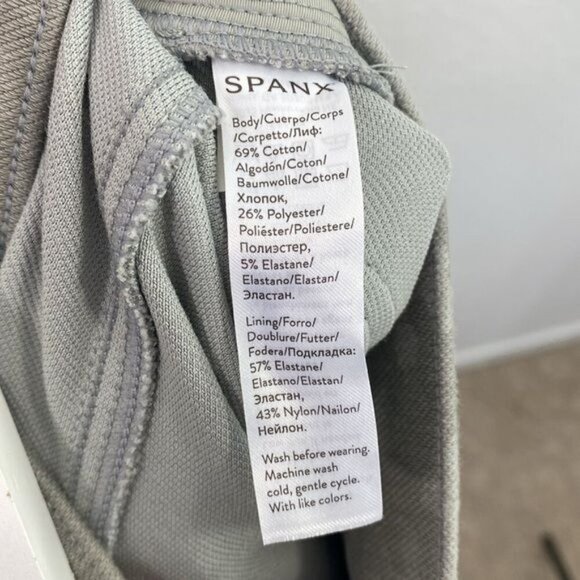 SPANX
Body/Cuerpo/Corps
/Corpetto/Лиф:
69% Cotton/
Algodón/Coton/
Baumwolle/Cotone/
Хлопок,
26% Polyester/
Poliéster/Poliestere/
Полиэстер,
5% Elastane/
Elastano/Elastan/
Эластан.
Lining/Forro/
Doublure/Futter/
Fodera/Подкладка:
57% Elastane/
Elastano/Elastan/
Эластан,
43% Nylon/Nailon/
Нейлон.
Wash before wearing.
Machine wash
cold, gentle cycle.
With like colors.